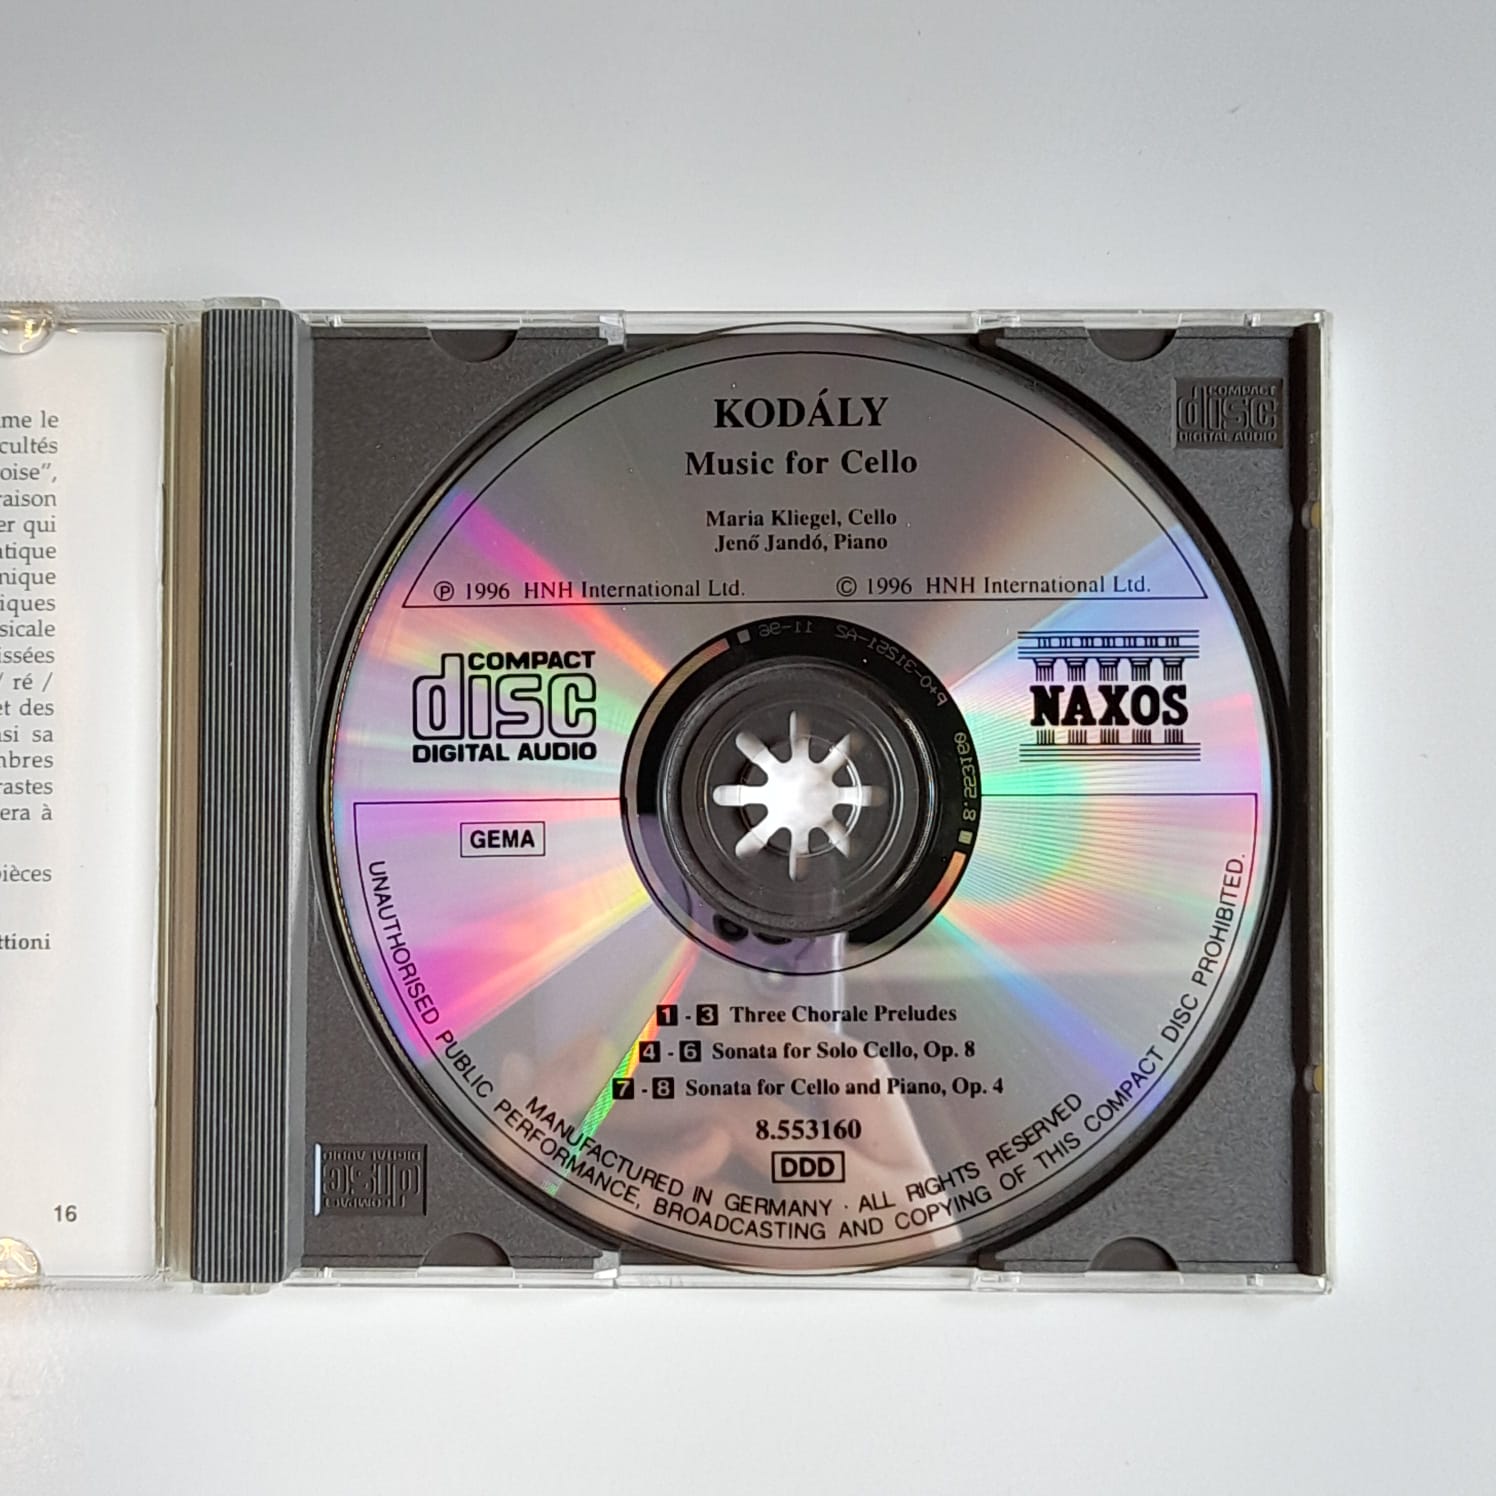 me le
cultés
oise",
raison
er qui
tique
nique
iques
sicale
issées
/ ré /
et des
si sa
mbres
rastes
era à
ièces
ttioni
16
KODÁLY
Music for Cello
Maria Kliegel, Cello
Jenő Jandó, Piano
℗ 1996 HNH International Ltd. © 1996 HNH International Ltd.
COMPACT
disc
DIGITAL AUDIO
NAXOS
GEMA
1 - 3 Three Chorale Preludes
4 - 6 Sonata for Solo Cello, Op. 8
7 - 8 Sonata for Cello and Piano, Op. 4
8.553160
DDD
MANUFACTURED IN GERMANY · ALL RIGHTS RESERVED
UNAUTHORISED PUBLIC PERFORMANCE, BROADCASTING AND COPYING OF THIS COMPACT DISC PROHIBITED.
COMPACT
disc
DIGITAL AUDIO
COMPACT
disc
DIGITAL AUDIO